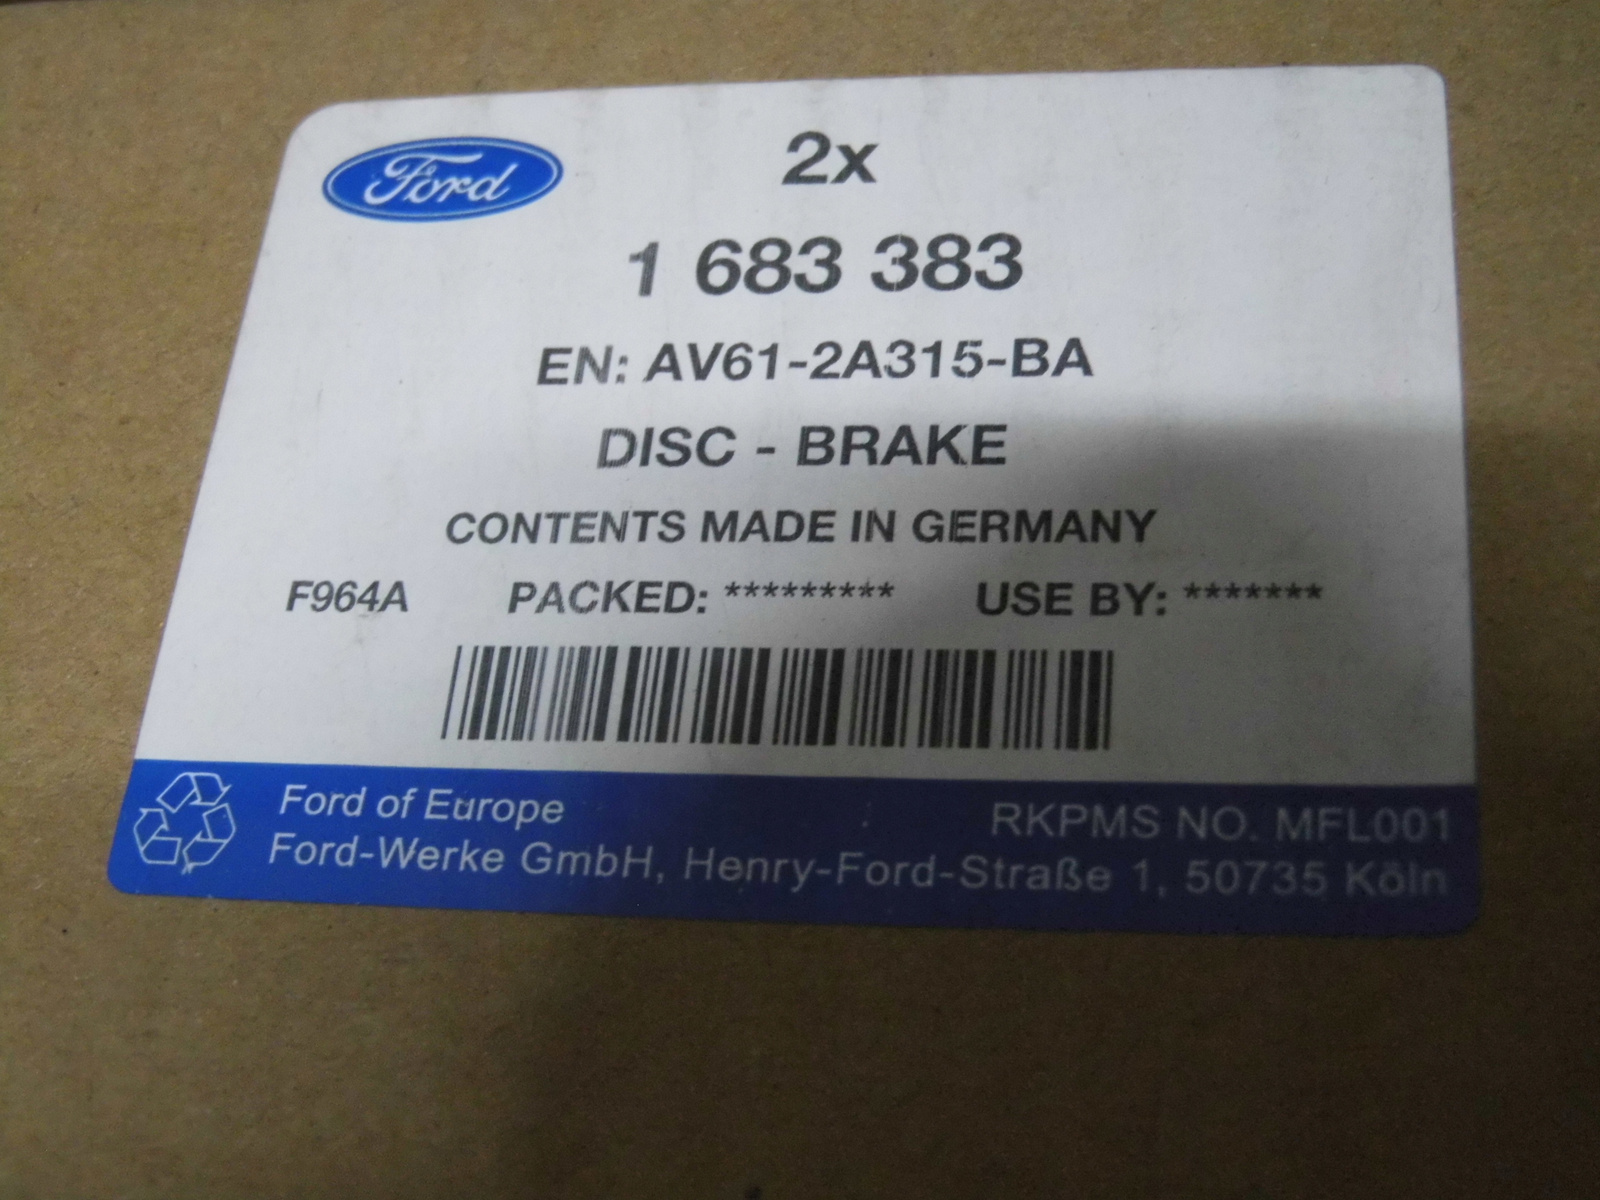 Ford
2x
1 683 383
EN: AV61-2A315-BA
DISC - BRAKE
CONTENTS MADE IN GERMANY
F964A PACKED: ********* USE BY: *******
Ford of Europe RKPMS NO. MFL001
Ford-Werke GmbH, Henry-Ford-Straße 1, 50735 Köln